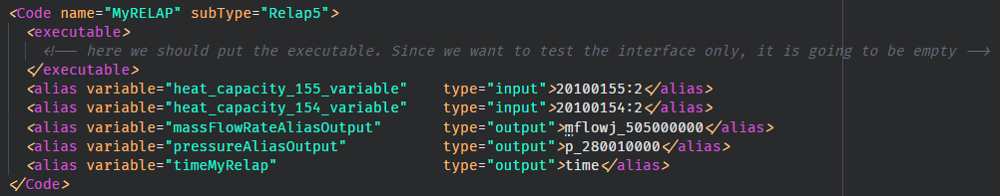 <Code name="MyRELAP" subType="Relap5">
<executable>
<!-- here we should put the executable. Since we want to test the interface only, it is going to be empty -->
</executable>
<alias variable="heat_capacity_155_variable" type="input">20100155:2</alias>
<alias variable="heat_capacity_154_variable" type="input">20100154:2</alias>
<alias variable="massFlowRateAliasOutput" type="output">mflowj_505000000</alias>
<alias variable="pressureAliasOutput" type="output">p_280010000</alias>
<alias variable="timeMyRelap" type="output">time</alias>
</Code>